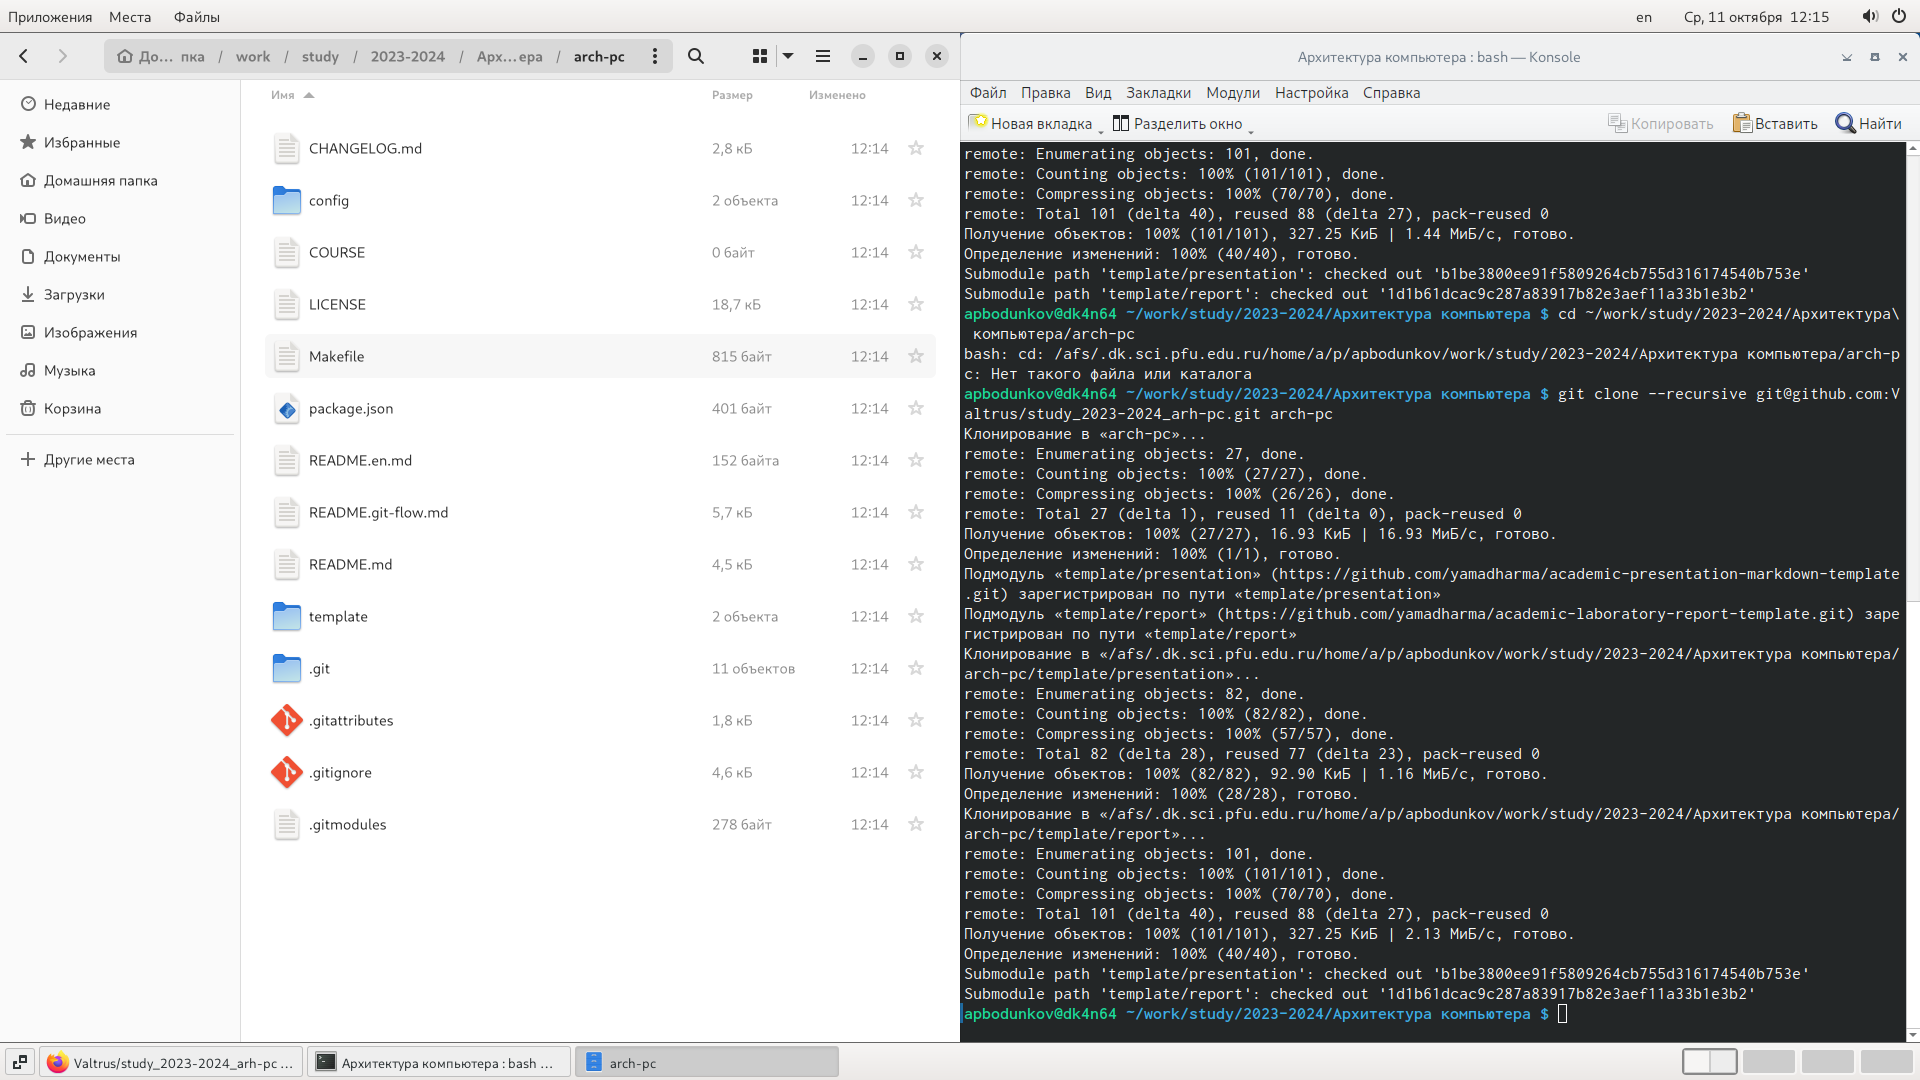 Приложения Места Файлы en Ср, 11 октября 12:15
До… пка / work / study / 2023-2024 / Арх…ера / arch-pc
Недавние
Избранные
Домашняя папка
Видео
Документы
Загрузки
Изображения
Музыка
Корзина
Другие места
Имя Размер Изменено
CHANGELOG.md 2,8 кБ 12:14
config 2 объекта 12:14
COURSE 0 байт 12:14
LICENSE 18,7 кБ 12:14
Makefile 815 байт 12:14
package.json 401 байт 12:14
README.en.md 152 байта 12:14
README.git-flow.md 5,7 кБ 12:14
README.md 4,5 кБ 12:14
template 2 объекта 12:14
.git 11 объектов 12:14
.gitattributes 1,8 кБ 12:14
.gitignore 4,6 кБ 12:14
.gitmodules 278 байт 12:14
Архитектура компьютера : bash — Konsole
Файл Правка Вид Закладки Модули Настройка Справка
Новая вкладка Разделить окно Копировать Вставить Найти
remote: Enumerating objects: 101, done.
remote: Counting objects: 100% (101/101), done.
remote: Compressing objects: 100% (70/70), done.
remote: Total 101 (delta 40), reused 88 (delta 27), pack-reused 0
Получение объектов: 100% (101/101), 327.25 КиБ | 1.44 МиБ/с, готово.
Определение изменений: 100% (40/40), готово.
Submodule path 'template/presentation': checked out 'b1be3800ee91f5809264cb755d316174540b753e'
Submodule path 'template/report': checked out '1d1b61dcac9c287a83917b82e3aef11a33b1e3b2'
apbodunkov@dk4n64 ~/work/study/2023-2024/Архитектура компьютера $ cd ~/work/study/2023-2024/Архитектура\
компьютера/arch-pc
bash: cd: /afs/.dk.sci.pfu.edu.ru/home/a/p/apbodunkov/work/study/2023-2024/Архитектура компьютера/arch-p
c: Нет такого файла или каталога
apbodunkov@dk4n64 ~/work/study/2023-2024/Архитектура компьютера $ git clone --recursive git@github.com:V
altrus/study_2023-2024_arh-pc.git arch-pc
Клонирование в «arch-pc»...
remote: Enumerating objects: 27, done.
remote: Counting objects: 100% (27/27), done.
remote: Compressing objects: 100% (26/26), done.
remote: Total 27 (delta 1), reused 11 (delta 0), pack-reused 0
Получение объектов: 100% (27/27), 16.93 КиБ | 16.93 МиБ/с, готово.
Определение изменений: 100% (1/1), готово.
Подмодуль «template/presentation» (https://github.com/yamadharma/academic-presentation-markdown-template
.git) зарегистрирован по пути «template/presentation»
Подмодуль «template/report» (https://github.com/yamadharma/academic-laboratory-report-template.git) заре
гистрирован по пути «template/report»
Клонирование в «/afs/.dk.sci.pfu.edu.ru/home/a/p/apbodunkov/work/study/2023-2024/Архитектура компьютера/
arch-pc/template/presentation»...
remote: Enumerating objects: 82, done.
remote: Counting objects: 100% (82/82), done.
remote: Compressing objects: 100% (57/57), done.
remote: Total 82 (delta 28), reused 77 (delta 23), pack-reused 0
Получение объектов: 100% (82/82), 92.90 КиБ | 1.16 МиБ/с, готово.
Определение изменений: 100% (28/28), готово.
Клонирование в «/afs/.dk.sci.pfu.edu.ru/home/a/p/apbodunkov/work/study/2023-2024/Архитектура компьютера/
arch-pc/template/report»...
remote: Enumerating objects: 101, done.
remote: Counting objects: 100% (101/101), done.
remote: Compressing objects: 100% (70/70), done.
remote: Total 101 (delta 40), reused 88 (delta 27), pack-reused 0
Получение объектов: 100% (101/101), 327.25 КиБ | 2.13 МиБ/с, готово.
Определение изменений: 100% (40/40), готово.
Submodule path 'template/presentation': checked out 'b1be3800ee91f5809264cb755d316174540b753e'
Submodule path 'template/report': checked out '1d1b61dcac9c287a83917b82e3aef11a33b1e3b2'
apbodunkov@dk4n64 ~/work/study/2023-2024/Архитектура компьютера $
Valtrus/study_2023-2024_arh-pc … Архитектура компьютера : bash … arch-pc